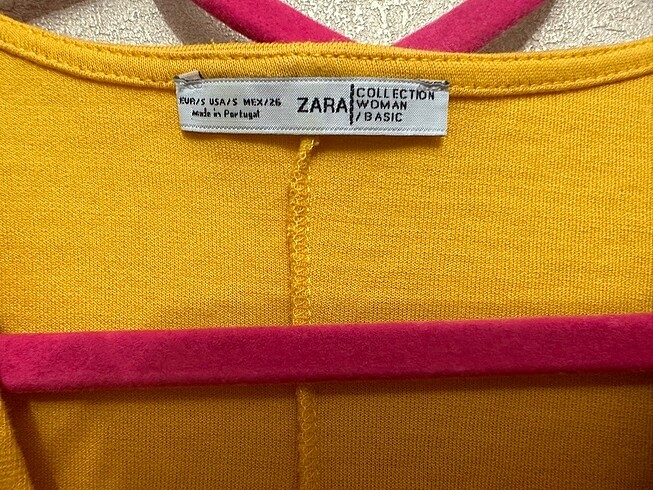 EUR/S USA/S MEX/26
Made in Portugal
ZARA
COLLECTION
WOMAN
/BASIC